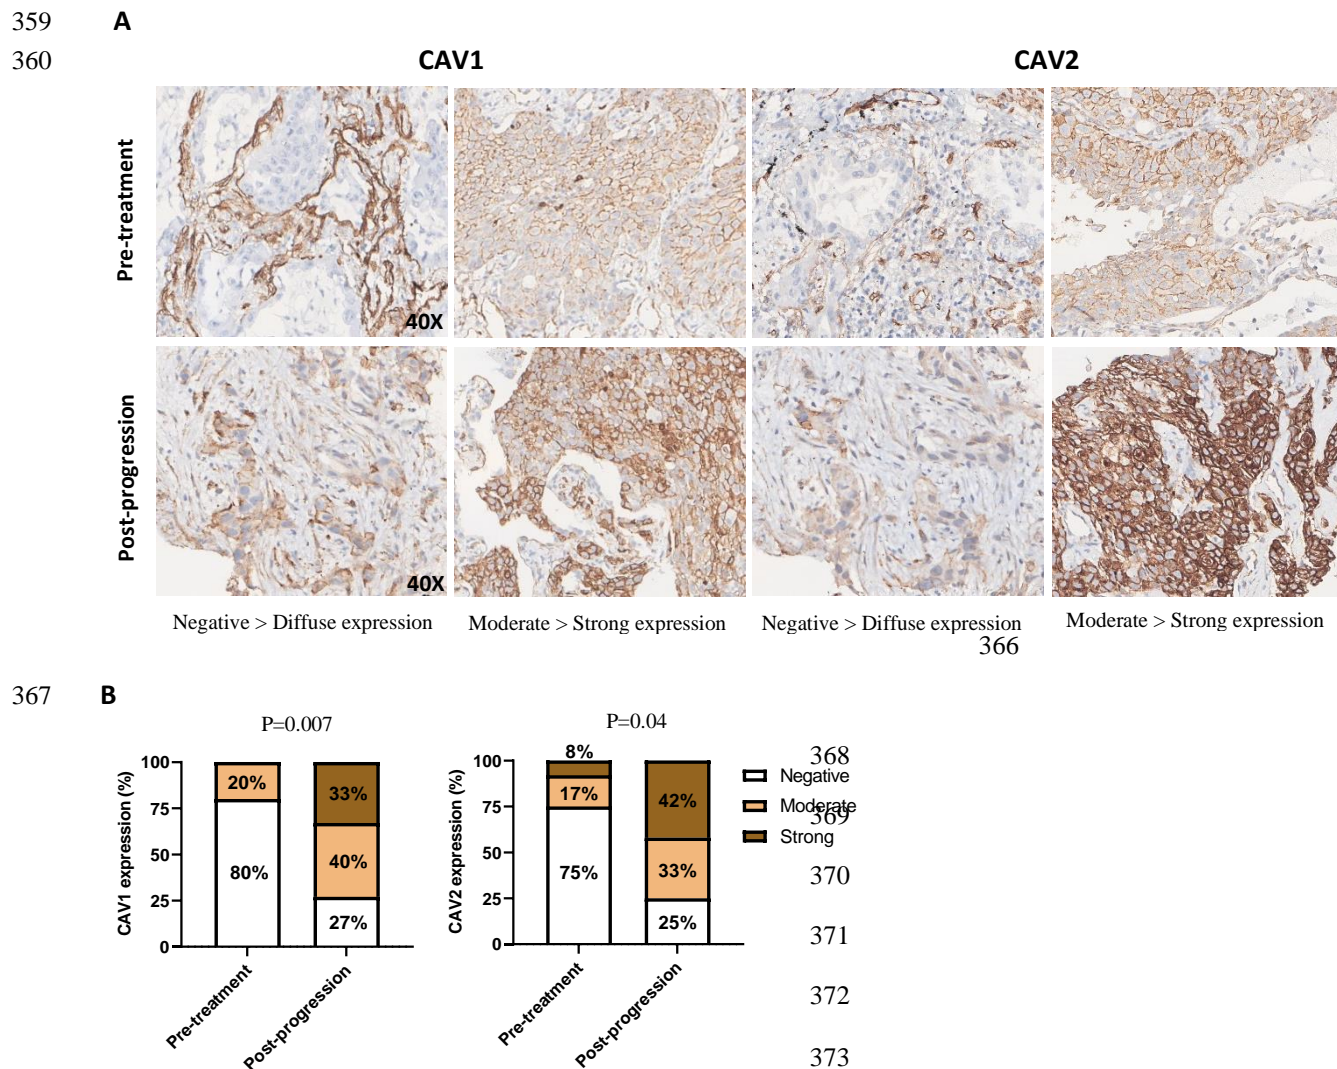 359
A
360
CAV1
CAV2
Pre-treatment
40X
Post-progression
40X
Negative > Diffuse expression
Moderate > Strong expression
Negative > Diffuse expression
Moderate > Strong expression
366
367
B
P=0.007
CAV1 expression (%)
100
75
50
25
0
20%
80%
33%
40%
27%
Pre-treatment
Post-progression
P=0.04
CAV2 expression (%)
100
75
50
25
0
8%
17%
75%
42%
33%
25%
Pre-treatment
Post-progression
368
Negative
Moderate
369
Strong
370
371
372
373